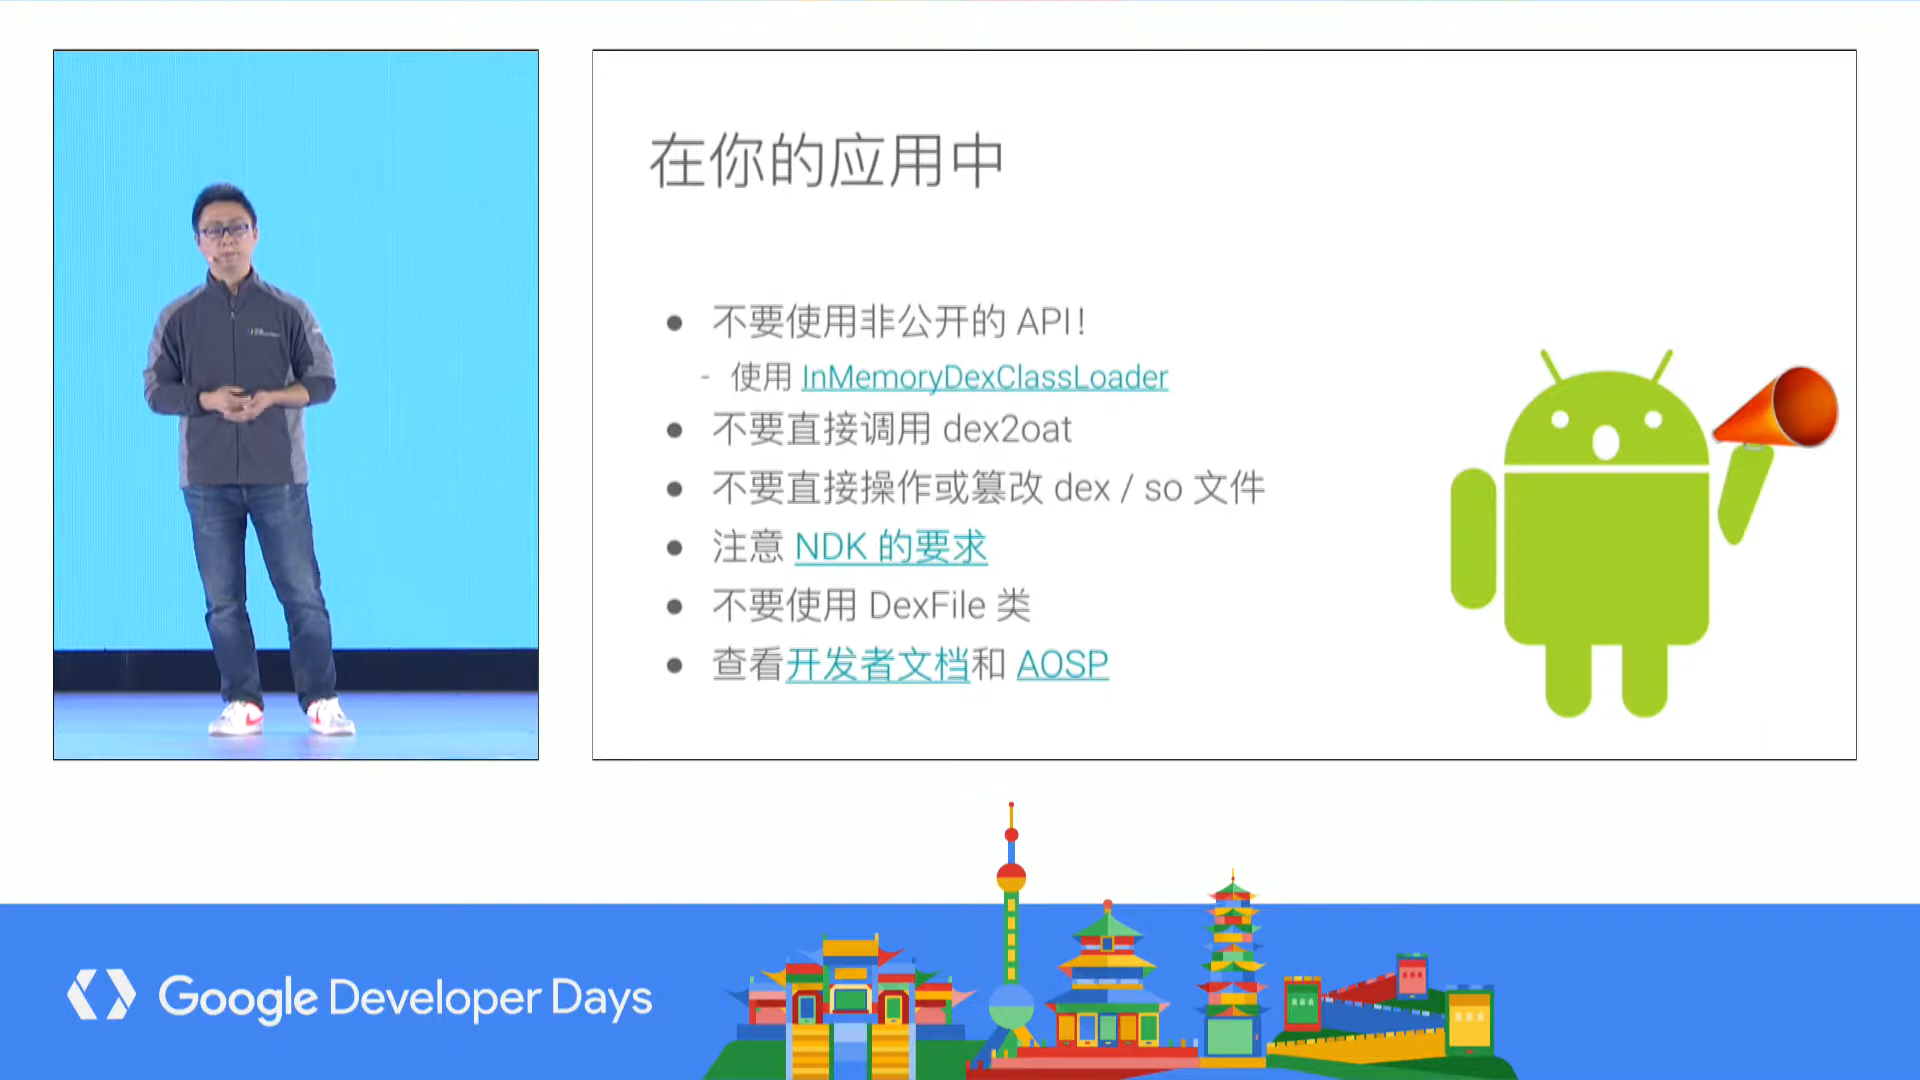 在你的应用中
● 不要使用非公开的 API！
- 使用 InMemoryDexClassLoader
● 不要直接调用 dex2oat
● 不要直接操作或篡改 dex / so 文件
● 注意 NDK 的要求
● 不要使用 DexFile 类
● 查看开发者文档和 AOSP
Google Developer Days